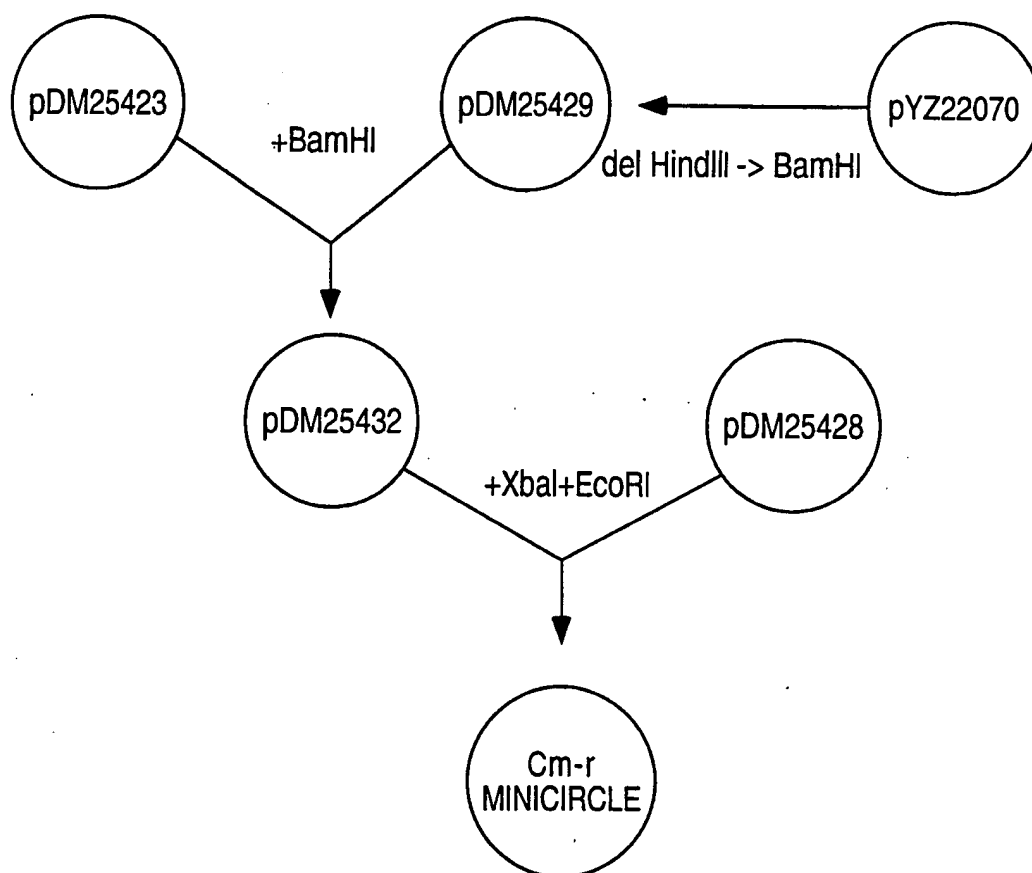 pDM25423
pDM25429
pYZ22070
+BamHI
del HindIII -> BamHI
pDM25432
pDM25428
+XbaI+EcoRI
Cm-r
MINICIRCLE